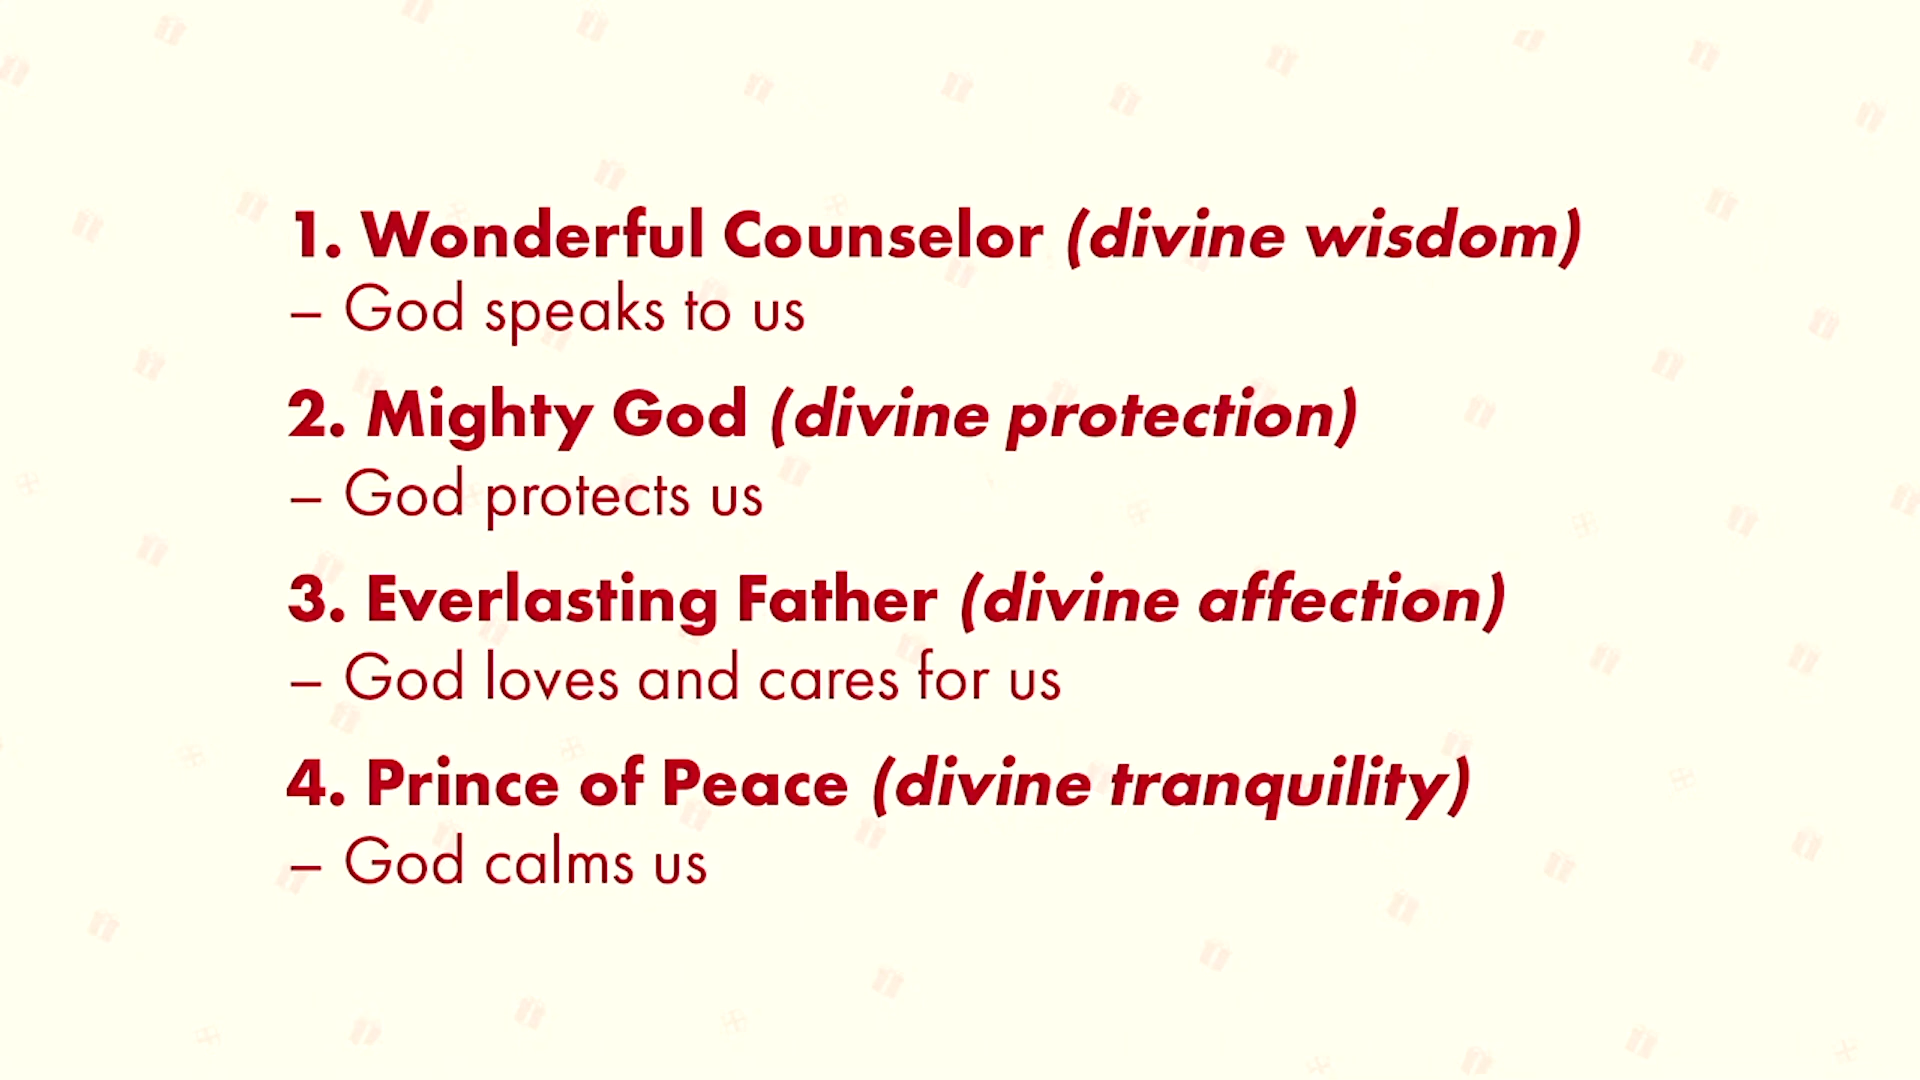 1. Wonderful Counselor (divine wisdom)
– God speaks to us
2. Mighty God (divine protection)
– God protects us
3. Everlasting Father (divine affection)
– God loves and cares for us
4. Prince of Peace (divine tranquility)
– God calms us